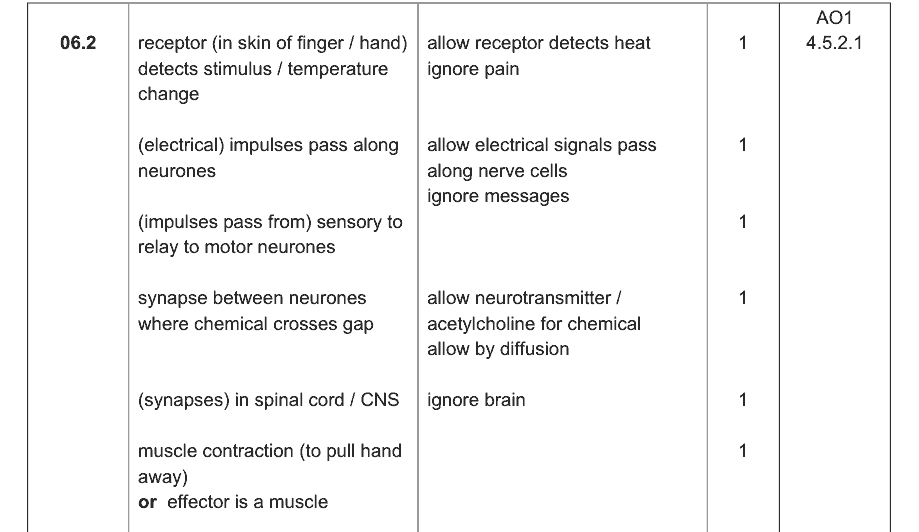 AO1
06.2 receptor (in skin of finger / hand) allow receptor detects heat 1 4.5.2.1
detects stimulus / temperature ignore pain
change
(electrical) impulses pass along allow electrical signals pass 1
neurones along nerve cells
ignore messages
(impulses pass from) sensory to 1
relay to motor neurones
synapse between neurones allow neurotransmitter / 1
where chemical crosses gap acetylcholine for chemical
allow by diffusion
(synapses) in spinal cord / CNS ignore brain 1
muscle contraction (to pull hand 1
away)
or effector is a muscle